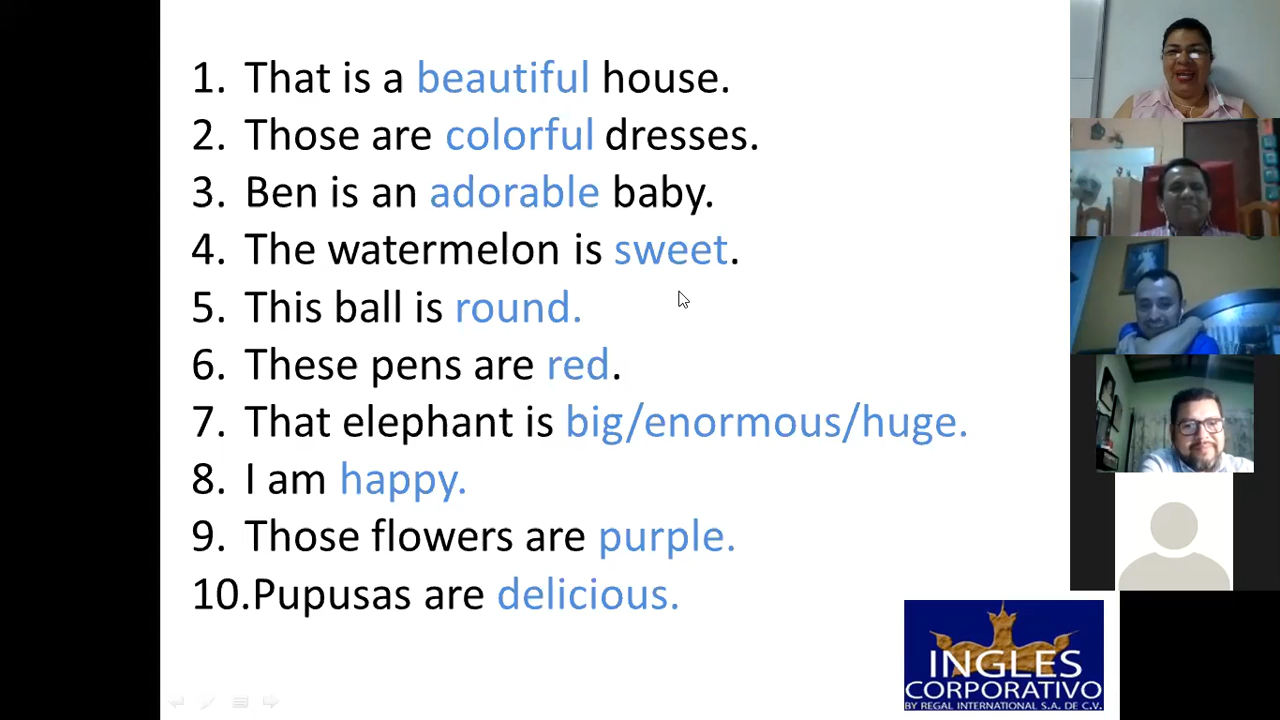 1. That is a beautiful house.
2. Those are colorful dresses.
3. Ben is an adorable baby.
4. The watermelon is sweet.
5. This ball is round.
6. These pens are red.
7. That elephant is big/enormous/huge.
8. I am happy.
9. Those flowers are purple.
10.Pupusas are delicious.
INGLES
CORPORATIVO
BY REGAL INTERNATIONAL S.A. DE C.V.